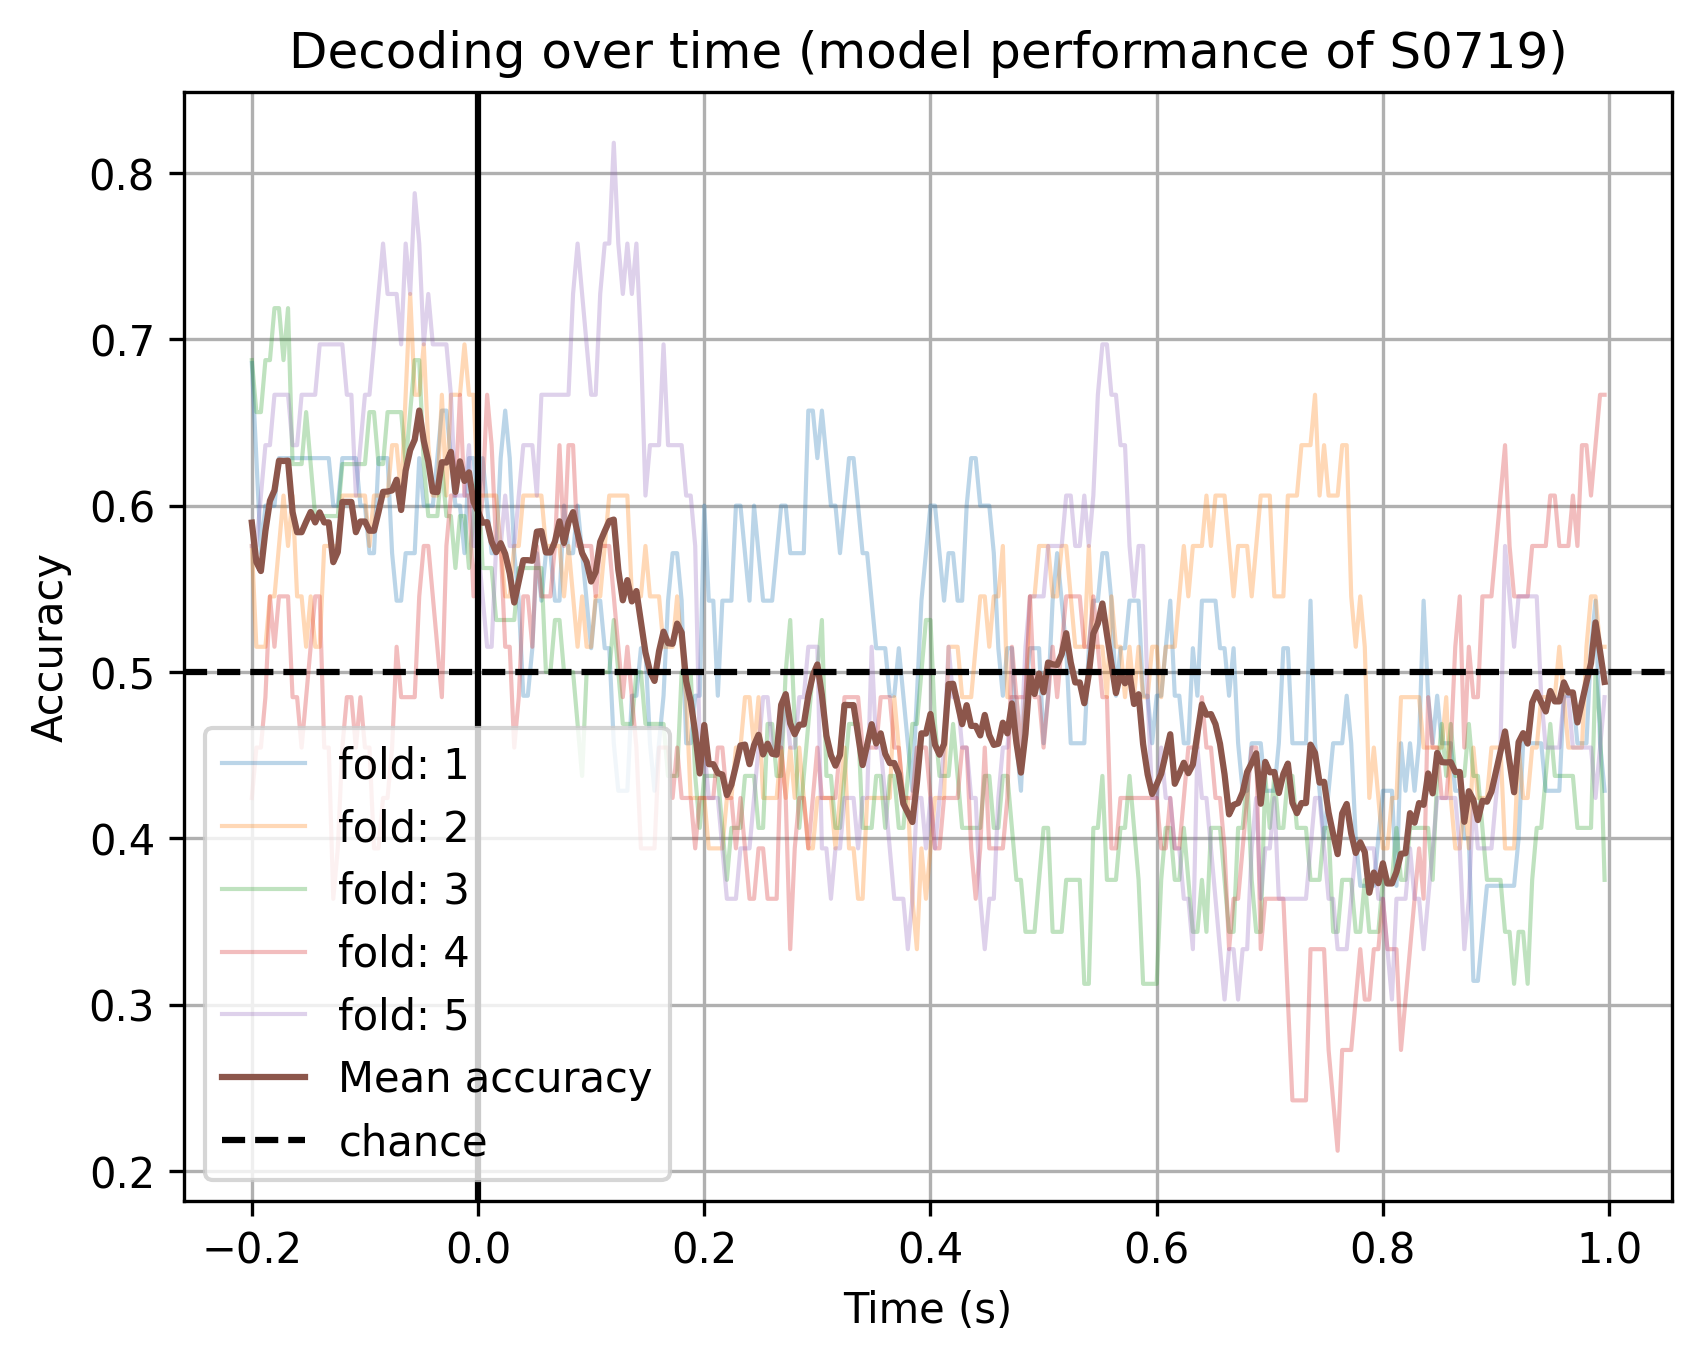 Decoding over time (model performance of S0719)
Accuracy
0.8
0.7
0.6
0.5
0.4
0.3
0.2
fold: 1
fold: 2
fold: 3
fold: 4
fold: 5
Mean accuracy
chance
−0.2 0.0 0.2 0.4 0.6 0.8 1.0
Time (s)